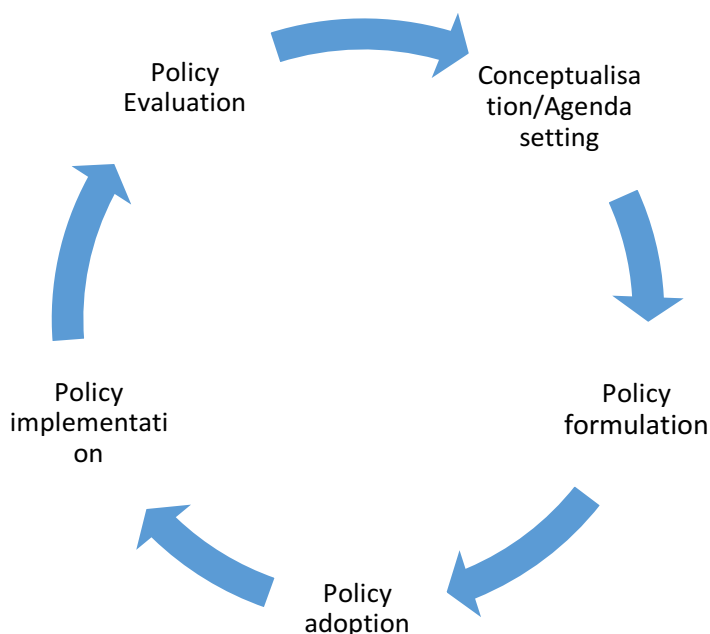 Policy
Evaluation
Conceptualisa
tion/Agenda
setting
Policy
formulation
Policy
adoption
Policy
implementati
on